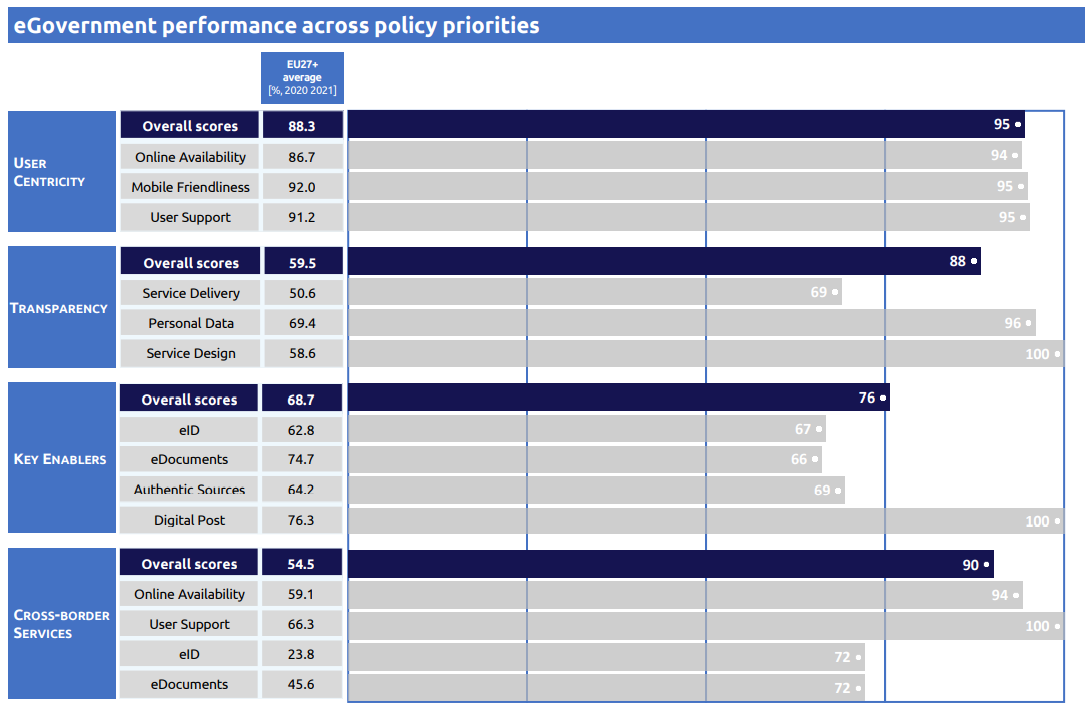 eGovernment performance across policy priorities
EU27+
average
[%, 2020 2021]
USER
CENTRICITY
Overall scores 88.3 95
Online Availability 86.7 94
Mobile Friendliness 92.0 95
User Support 91.2 95
TRANSPARENCY
Overall scores 59.5 88
Service Delivery 50.6 69
Personal Data 69.4 96
Service Design 58.6 100
KEY ENABLERS
Overall scores 68.7 76
eID 62.8 67
eDocuments 74.7 66
Authentic Sources 64.2 69
Digital Post 76.3 100
CROSS-BORDER
SERVICES
Overall scores 54.5 90
Online Availability 59.1 94
User Support 66.3 100
eID 23.8 72
eDocuments 45.6 72